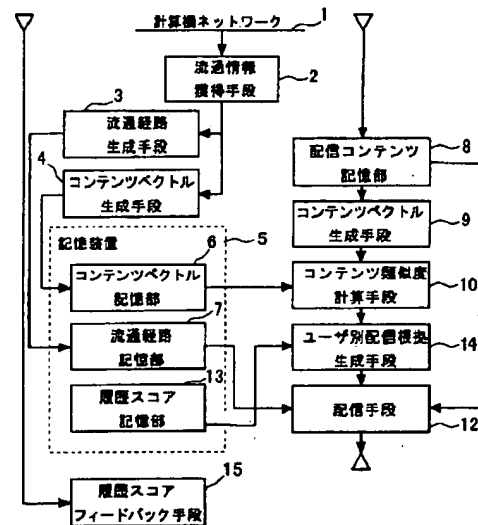 計算機ネットワーク
1
流通情報
獲得手段
2
3
流通経路
生成手段
4
コンテンツベクトル
生成手段
配信コンテンツ
記憶部
8
コンテンツベクトル
生成手段
9
記憶装置
5
6
コンテンツベクトル
記憶部
コンテンツ類似度
計算手段
10
7
流通経路
記憶部
ユーザ別配信根拠
生成手段
14
13
履歴スコア
記憶部
配信手段
12
15
履歴スコア
フィードバック手段